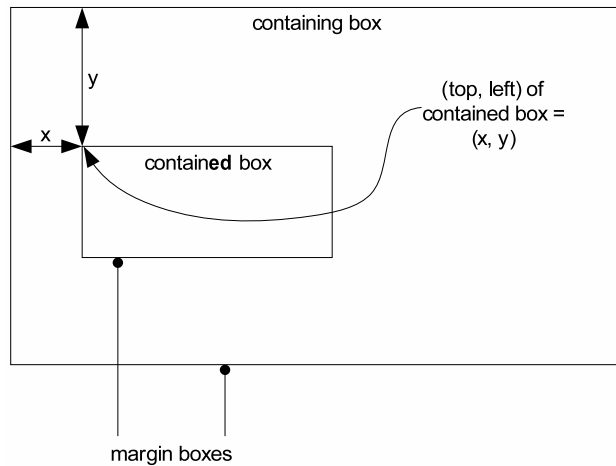 containing box
y
(top, left) of
contained box =
(x, y)
x
contained box
margin boxes